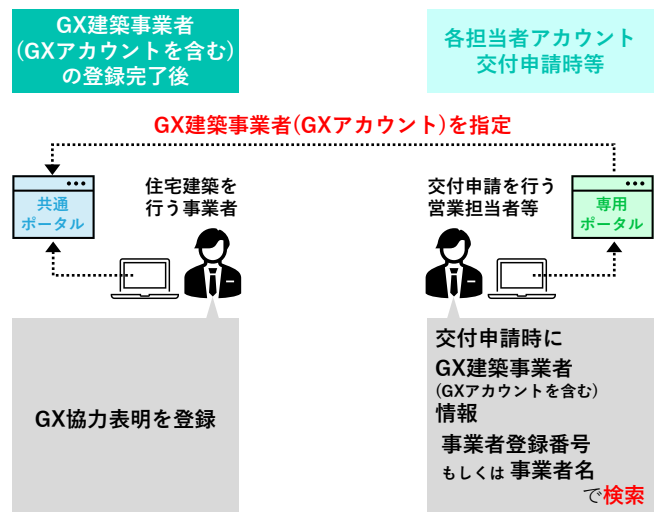 GX建築事業者
(GXアカウントを含む)
の登録完了後
各担当者アカウント
交付申請時等
GX建築事業者(GXアカウント)を指定
共通
ポータル
住宅建築を
行う事業者
交付申請を行う
営業担当者等
専用
ポータル
GX協力表明を登録
交付申請時に
GX建築事業者
(GXアカウントを含む)
情報
事業者登録番号
もしくは 事業者名
で検索